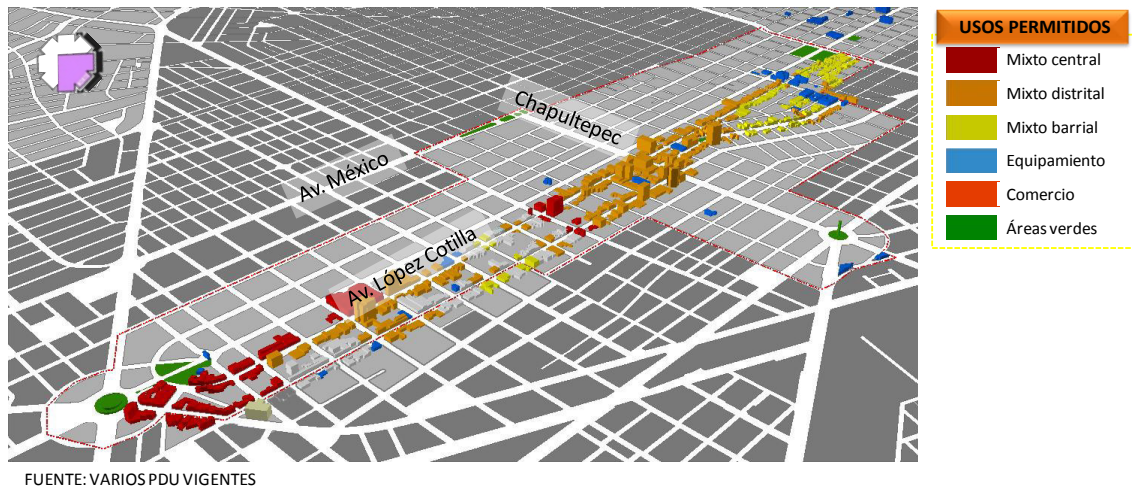 USOS PERMITIDOS
Mixto central
Mixto distrital
Mixto barrial
Equipamiento
Comercio
Áreas verdes
Chapultepec
Av. México
Av. López Cotilla
FUENTE: VARIOS PDU VIGENTES